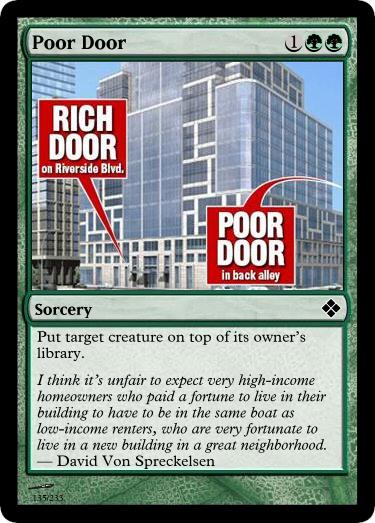 Poor Door 1
RICH
DOOR
on Riverside Blvd.
POOR
DOOR
in back alley
Sorcery
Put target creature on top of its owner's
library.
I think it's unfair to expect very high-income
homeowners who paid a fortune to live in their
building to have to be in the same boat as
low-income renters, who are very fortunate to
live in a new building in a great neighborhood.
— David Von Spreckelsen
135/235